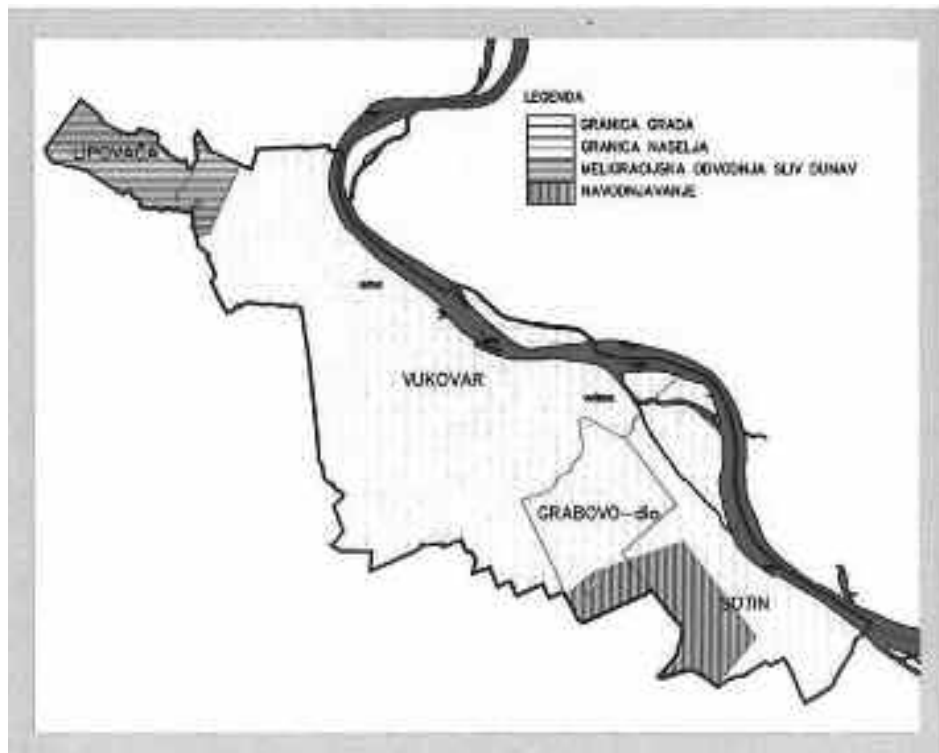 LEGENDA
GRANICA GRADA
GRANICA NASELJA
MELIORACIJSKA ODVODNJA SLIV DUNAV
NAVODNJAVANJE
LIPOVAČA
VUKOVAR
GRABOVO-dio
SOTIN